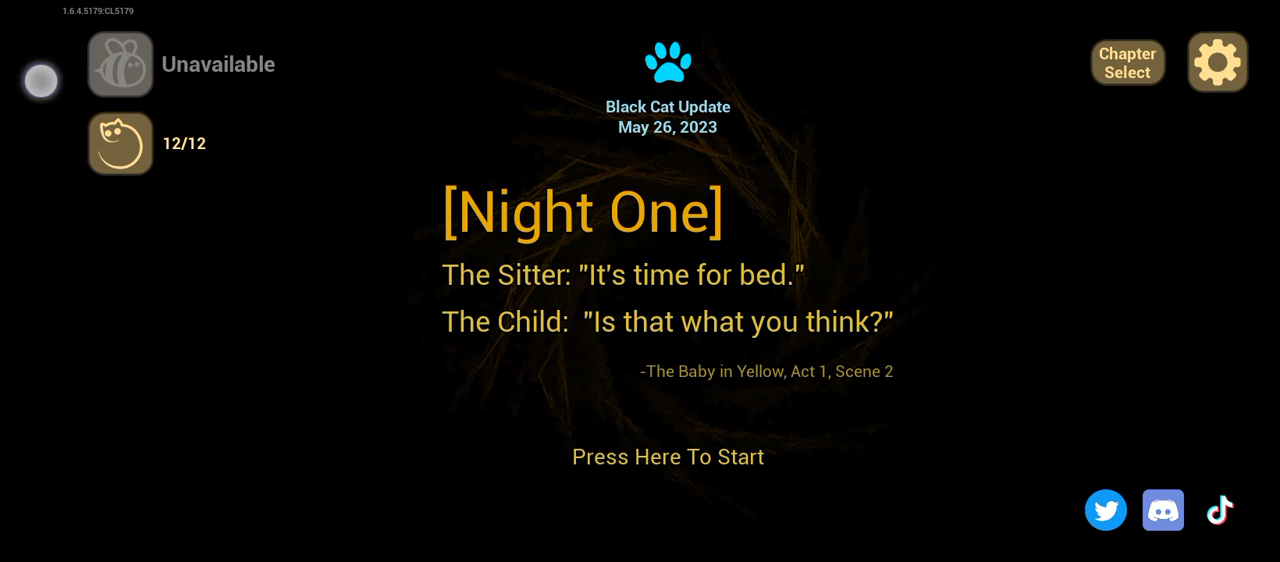 1.6.4.5179:CL5179
Unavailable
12/12
Black Cat Update
May 26, 2023
Chapter
Select
[Night One]
The Sitter: "It's time for bed."
The Child:  "Is that what you think?"
-The Baby in Yellow, Act 1, Scene 2
Press Here To Start